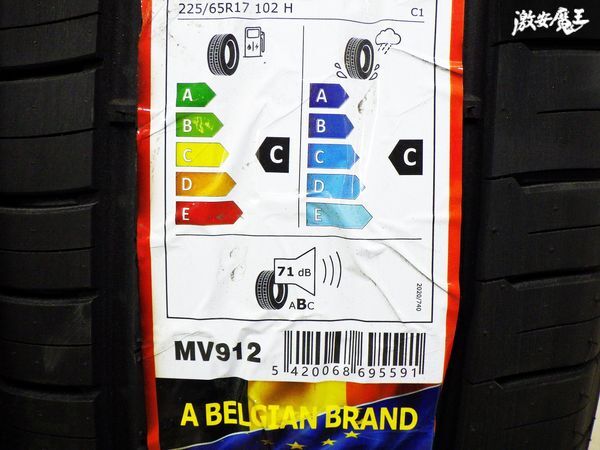 激安魔王
225/65R17 102 H
C1
A
B
C
D
E
C
A
B
C
D
E
C
71 dB
ABC
2020/740
MV912
5 420068 695591
A BELGIAN BRAND